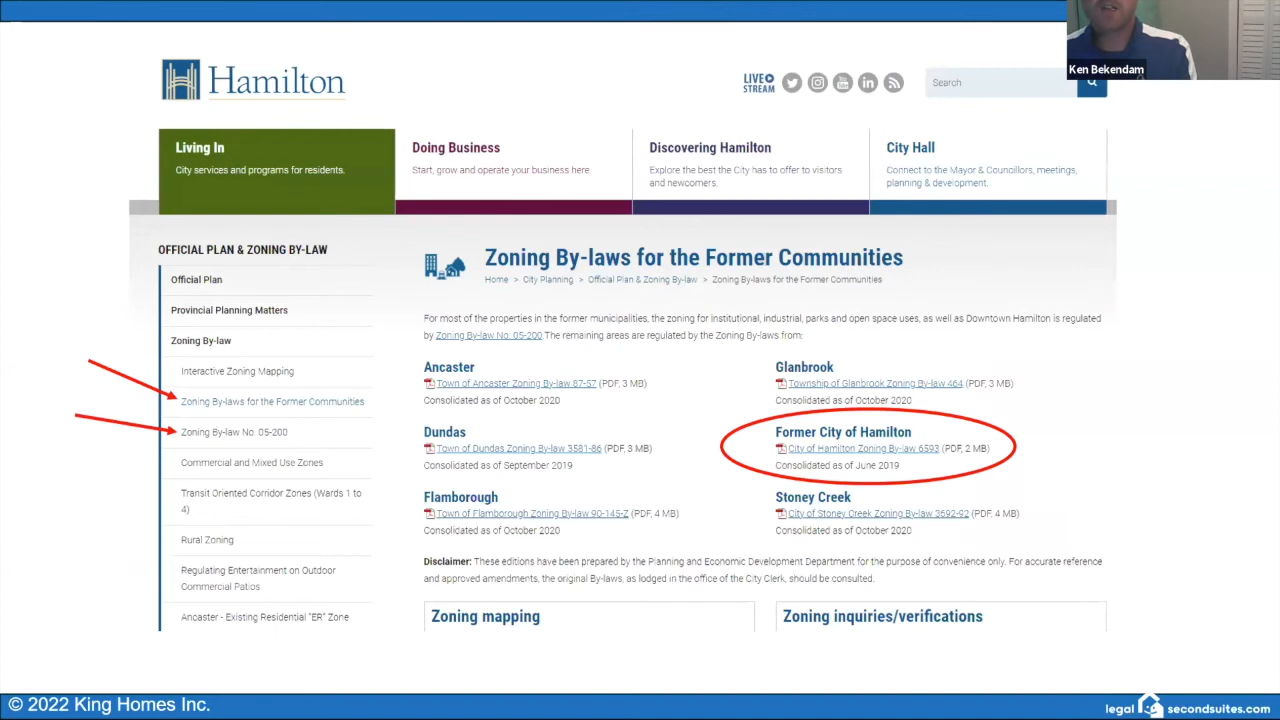 Hamilton
LIVE
STREAM
Search
Ken Bekendam
Living In
City services and programs for residents.
Doing Business
Start, grow and operate your business here.
Discovering Hamilton
Explore the best the City has to offer to visitors
and newcomers.
City Hall
Connect to the Mayor & Councillors, meetings,
planning & development.
OFFICIAL PLAN & ZONING BY-LAW
Official Plan
Provincial Planning Matters
Zoning By-law
Interactive Zoning Mapping
Zoning By-laws for the Former Communities
Zoning By-law No. 05-200
Commercial and Mixed Use Zones
Transit Oriented Corridor Zones (Wards 1 to
4)
Rural Zoning
Regulating Entertainment on Outdoor
Commercial Patios
Ancaster - Existing Residential "ER" Zone
Zoning By-laws for the Former Communities
Home > City Planning > Official Plan & Zoning By-law > Zoning By-laws for the Former Communities
For most of the properties in the former municipalities, the zoning for Institutional, industrial, parks and open space uses, as well as Downtown Hamilton is regulated
by Zoning By-law No. 05-200 The remaining areas are regulated by the Zoning By-laws from:
Ancaster
Town of Ancaster Zoning By-law 87-57 (PDF, 3 MB)
Consolidated as of October 2020
Glanbrook
Township of Glanbrook Zoning By-law 464 (PDF, 3 MB)
Consolidated as of October 2020
Dundas
Town of Dundas Zoning By-law 3581-86 (PDF, 3 MB)
Consolidated as of September 2019
Former City of Hamilton
City of Hamilton Zoning By-law 6593 (PDF, 2 MB)
Consolidated as of June 2019
Flamborough
Town of Flamborough Zoning By-law 90-145-Z (PDF, 4 MB)
Consolidated as of October 2020
Stoney Creek
City of Stoney Creek Zoning By-law 3692-92 (PDF, 4 MB)
Consolidated as of October 2020
Disclaimer: These editions have been prepared by the Planning and Economic Development Department for the purpose of convenience only. For accurate reference
and approved amendments, the original By-laws, as lodged in the office of the City Clerk, should be consulted.
Zoning mapping
Zoning inquiries/verifications
© 2022 King Homes Inc.
legal secondsuites.com